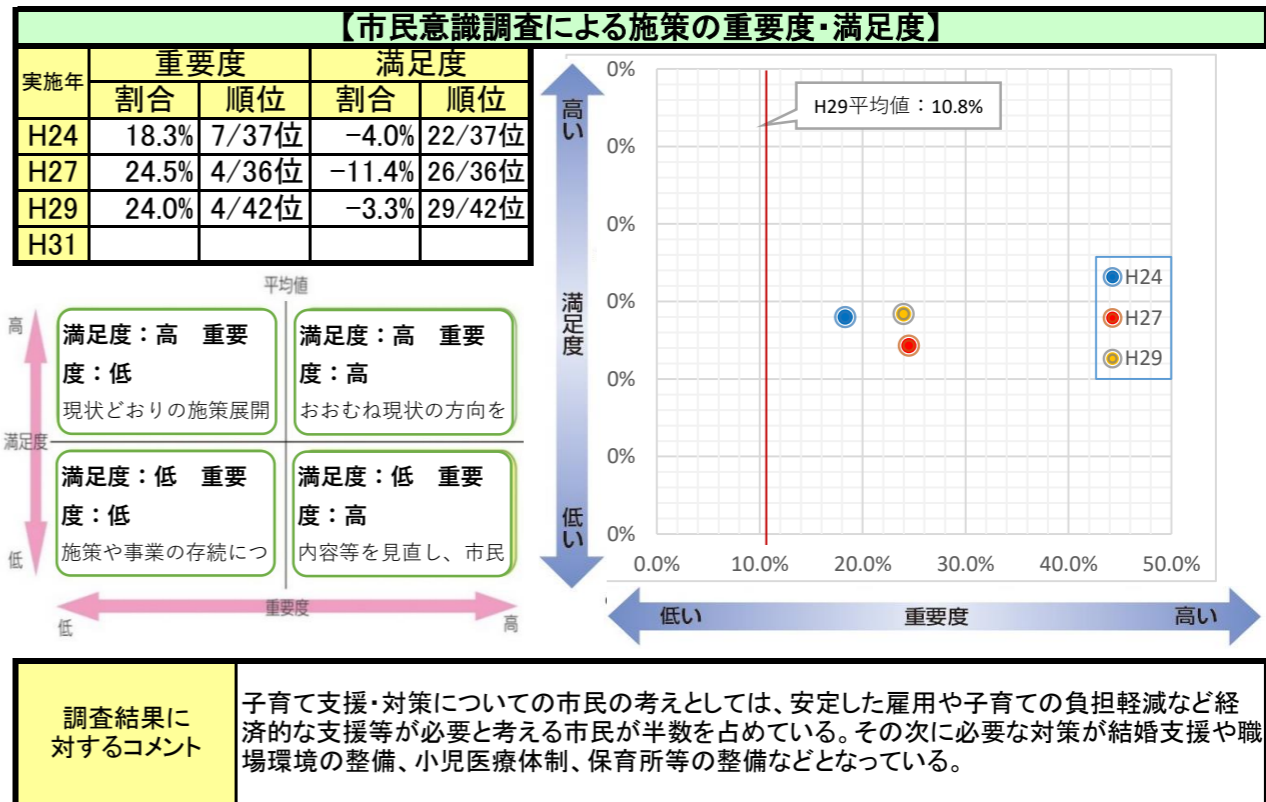 【市民意識調査による施策の重要度・満足度】
実施年 重要度 満足度
割合 順位 割合 順位
H24 18.3% 7/37位 -4.0% 22/37位
H27 24.5% 4/36位 -11.4% 26/36位
H29 24.0% 4/42位 -3.3% 29/42位
H31
平均値
高
満足度：高　重要
度：低
現状どおりの施策展開
満足度：高　重要
度：高
おおむね現状の方向を
満足度
満足度：低　重要
度：低
施策や事業の存続につ
満足度：低　重要
度：高
内容等を見直し、市民
低
重要度
低
高
高い
満足度
低い
0%
0%
0%
0%
0%
0%
0%
H29平均値：10.8%
H24
H27
H29
0.0% 10.0% 20.0% 30.0% 40.0% 50.0%
低い 重要度 高い
調査結果に
対するコメント
子育て支援・対策についての市民の考えとしては、安定した雇用や子育ての負担軽減など経
済的な支援等が必要と考える市民が半数を占めている。その次に必要な対策が結婚支援や職
場環境の整備、小児医療体制、保育所等の整備などとなっている。